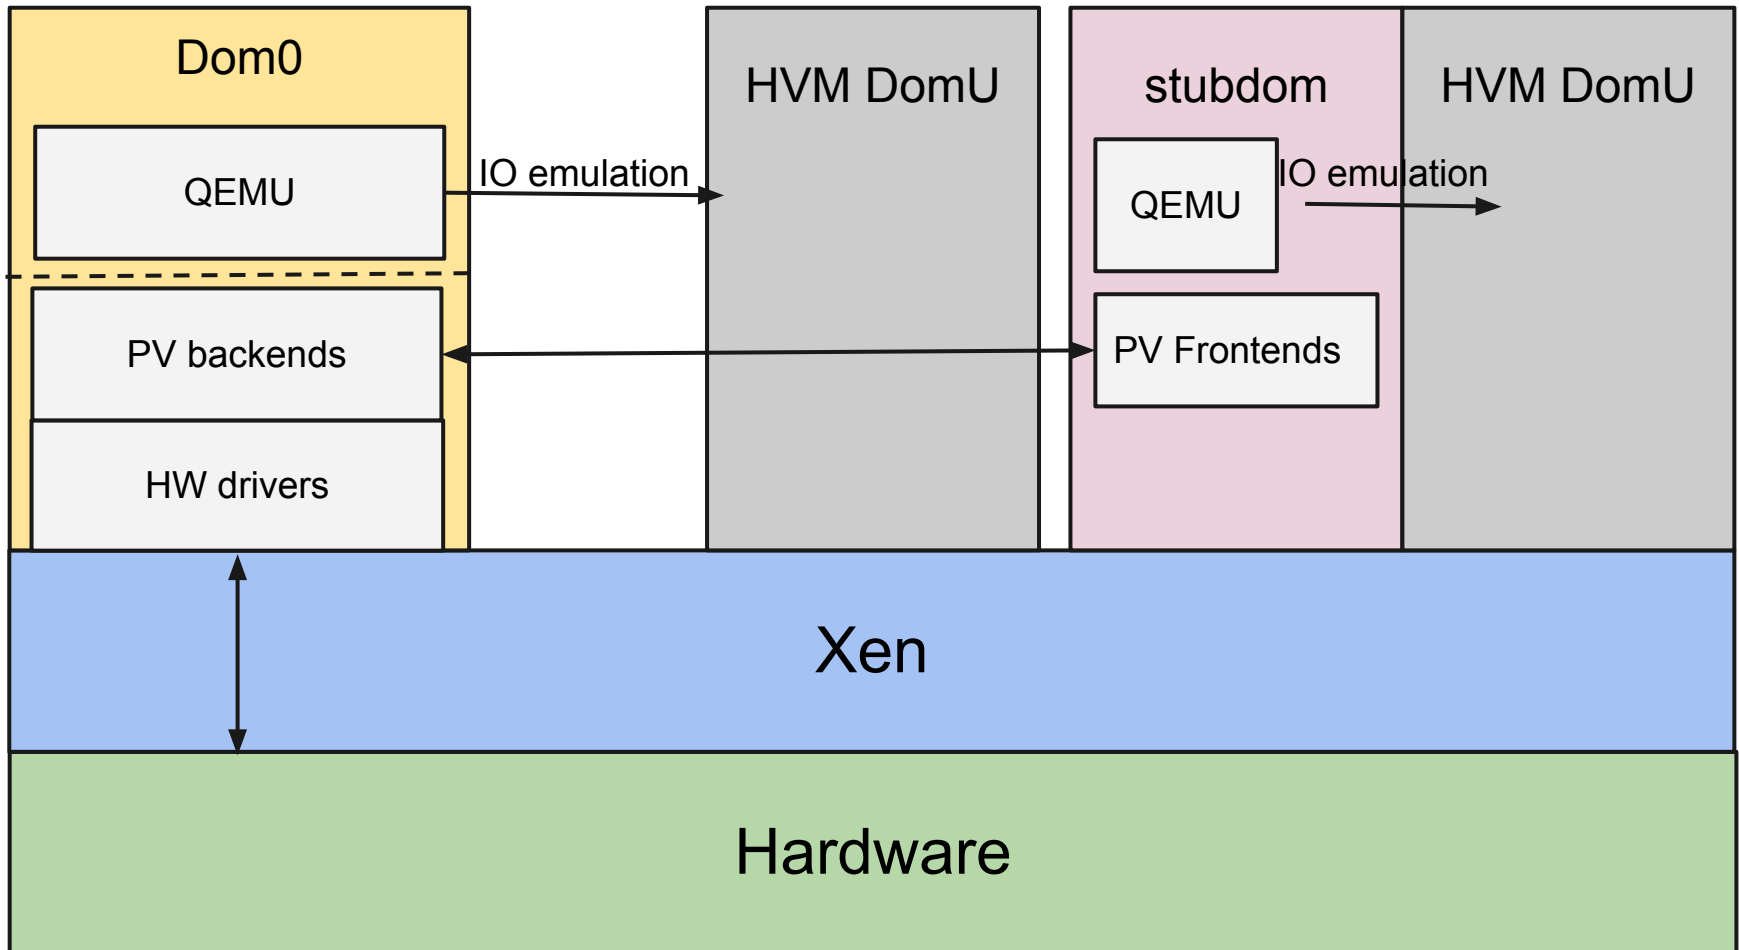 Dom0
QEMU
PV backends
HW drivers
IO emulation
HVM DomU
stubdom
QEMU
PV Frontends
IO emulation
HVM DomU
Xen
Hardware